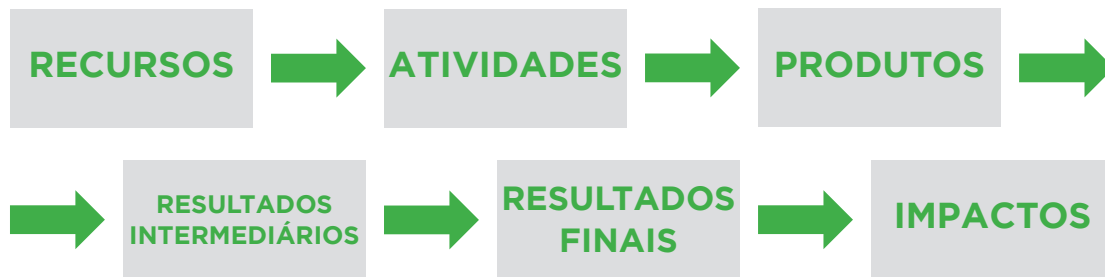 RECURSOS
ATIVIDADES
PRODUTOS
RESULTADOS
INTERMEDIÁRIOS
RESULTADOS
FINAIS
IMPACTOS